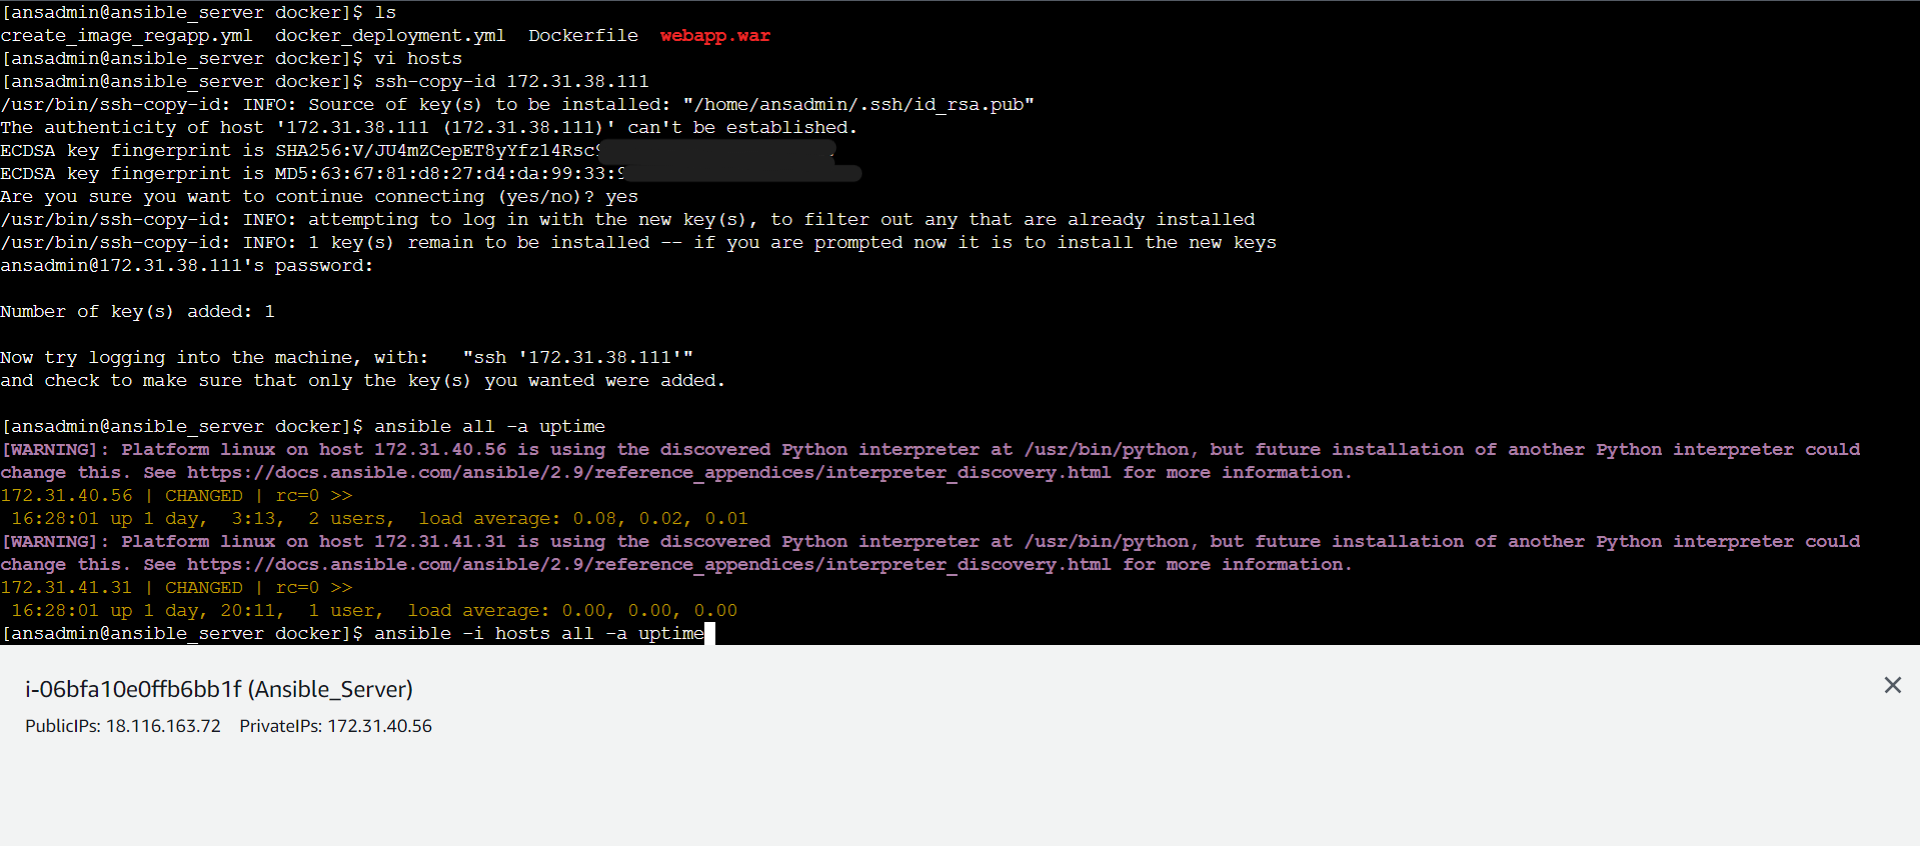 [ansadmin@ansible_server docker]$ ls
create_image_regapp.yml  docker_deployment.yml  Dockerfile  webapp.war
[ansadmin@ansible_server docker]$ vi hosts
[ansadmin@ansible_server docker]$ ssh-copy-id 172.31.38.111
/usr/bin/ssh-copy-id: INFO: Source of key(s) to be installed: "/home/ansadmin/.ssh/id_rsa.pub"
The authenticity of host '172.31.38.111 (172.31.38.111)' can't be established.
ECDSA key fingerprint is SHA256:V/JU4mZCepET8yYfz14Rsc
ECDSA key fingerprint is MD5:63:67:81:d8:27:d4:da:99:33:
Are you sure you want to continue connecting (yes/no)? yes
/usr/bin/ssh-copy-id: INFO: attempting to log in with the new key(s), to filter out any that are already installed
/usr/bin/ssh-copy-id: INFO: 1 key(s) remain to be installed -- if you are prompted now it is to install the new keys
ansadmin@172.31.38.111's password:
Number of key(s) added: 1
Now try logging into the machine, with:   "ssh '172.31.38.111'"
and check to make sure that only the key(s) you wanted were added.
[ansadmin@ansible_server docker]$ ansible all -a uptime
[WARNING]: Platform linux on host 172.31.40.56 is using the discovered Python interpreter at /usr/bin/python, but future installation of another Python interpreter could
change this. See https://docs.ansible.com/ansible/2.9/reference_appendices/interpreter_discovery.html for more information.
172.31.40.56 | CHANGED | rc=0 >>
 16:28:01 up 1 day,  3:13,  2 users,  load average: 0.08, 0.02, 0.01
[WARNING]: Platform linux on host 172.31.41.31 is using the discovered Python interpreter at /usr/bin/python, but future installation of another Python interpreter could
change this. See https://docs.ansible.com/ansible/2.9/reference_appendices/interpreter_discovery.html for more information.
172.31.41.31 | CHANGED | rc=0 >>
 16:28:01 up 1 day, 20:11,  1 user,  load average: 0.00, 0.00, 0.00
[ansadmin@ansible_server docker]$ ansible -i hosts all -a uptime
i-06bfa10e0ffb6bb1f (Ansible_Server)
PublicIPs: 18.116.163.72   PrivateIPs: 172.31.40.56